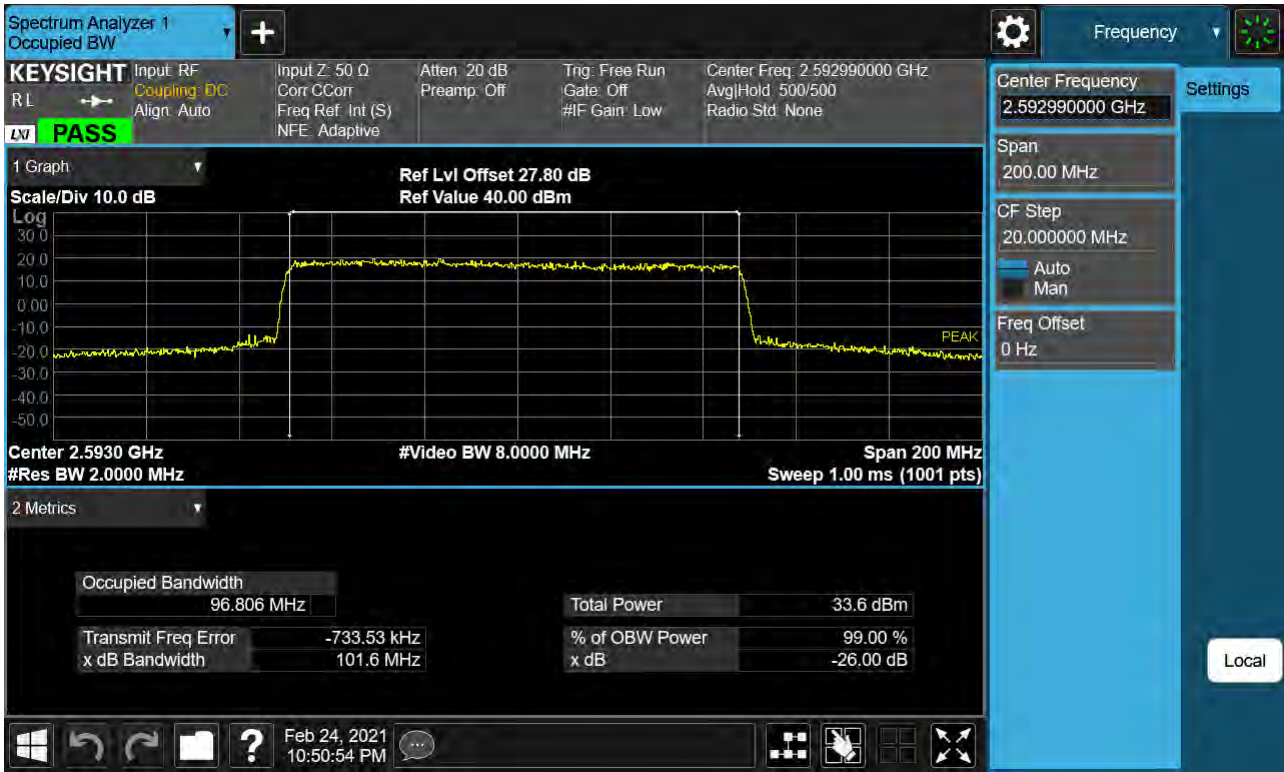 Spectrum Analyzer 1
Occupied BW
Frequency
KEYSIGHT
R L
LXI PASS
Input: RF
Coupling: DC
Align: Auto
Input Z: 50 Ω
Corr CCorr
Freq Ref: Int (S)
NFE: Adaptive
Atten: 20 dB
Preamp: Off
Trig: Free Run
Gate: Off
#IF Gain: Low
Center Freq: 2.592990000 GHz
Avg|Hold: 500/500
Radio Std: None
Center Frequency
2.592990000 GHz
Settings
Span
200.00 MHz
CF Step
20.000000 MHz
Auto
Man
Freq Offset
0 Hz
Local
1 Graph
Scale/Div 10.0 dB
Ref Lvl Offset 27.80 dB
Ref Value 40.00 dBm
Log
30.0
20.0
10.0
0.00
-10.0
-20.0
-30.0
-40.0
-50.0
PEAK
Center 2.5930 GHz
#Video BW 8.0000 MHz
Span 200 MHz
#Res BW 2.0000 MHz
Sweep 1.00 ms (1001 pts)
2 Metrics
Occupied Bandwidth
96.806 MHz
Total Power 33.6 dBm
Transmit Freq Error -733.53 kHz
% of OBW Power 99.00 %
x dB Bandwidth 101.6 MHz
x dB -26.00 dB
?
Feb 24, 2021
10:50:54 PM